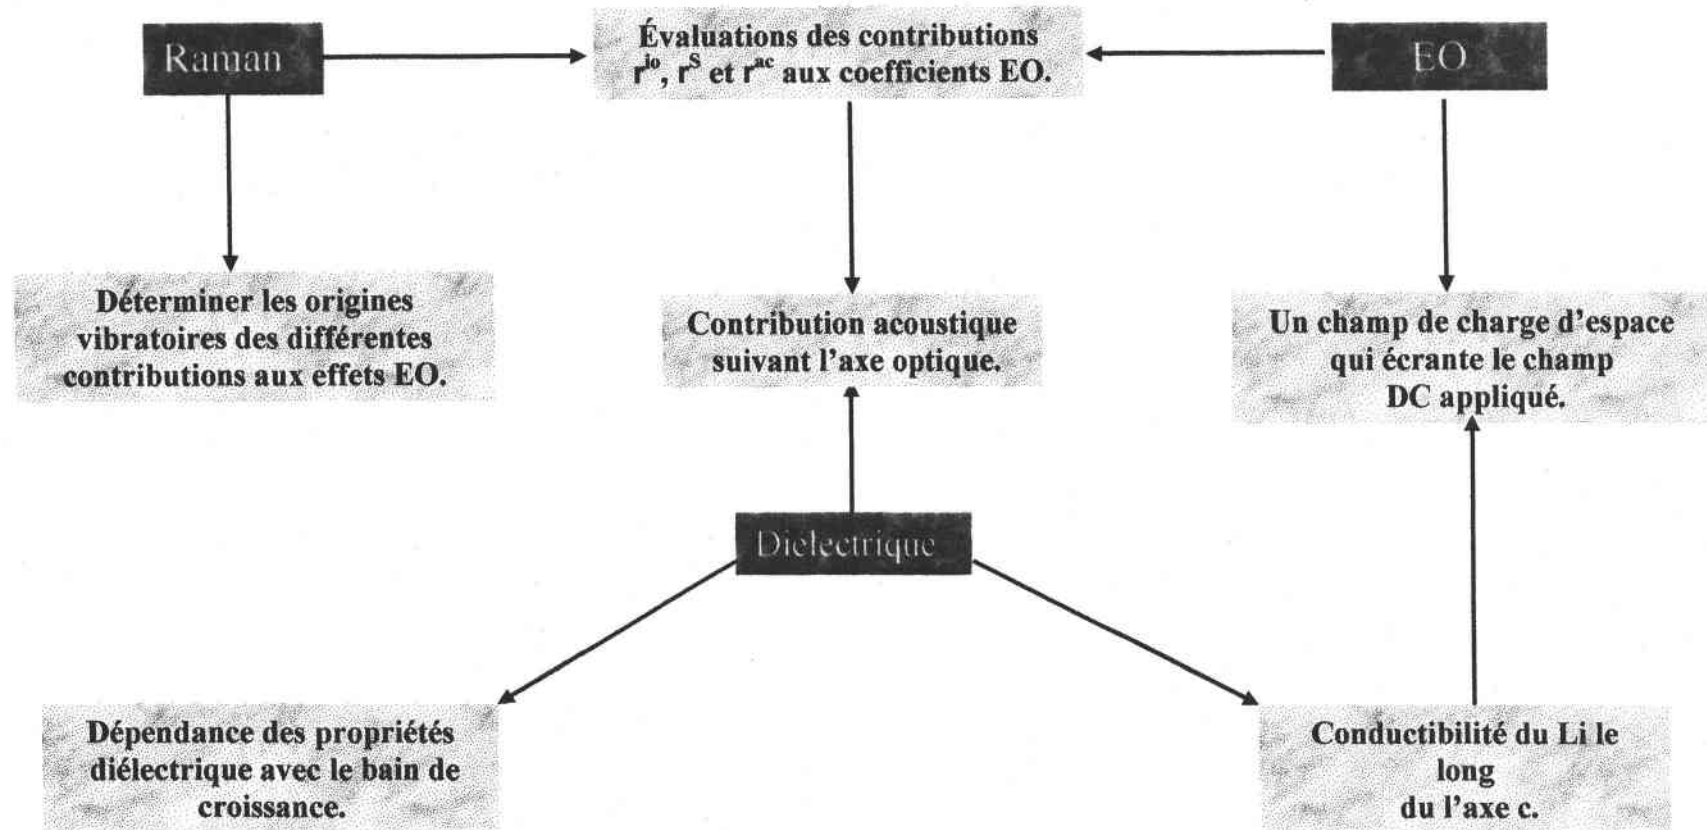 Raman
Évaluations des contributions
r^io, r^S et r^ac aux coefficients EO.
EO
Déterminer les origines
vibratoires des différentes
contributions aux effets EO.
Contribution acoustique
suivant l'axe optique.
Un champ de charge d'espace
qui écrante le champ
DC appliqué.
Diélectrique
Dépendance des propriétés
diélectrique avec le bain de
croissance.
Conductibilité du Li le
long
du l'axe c.